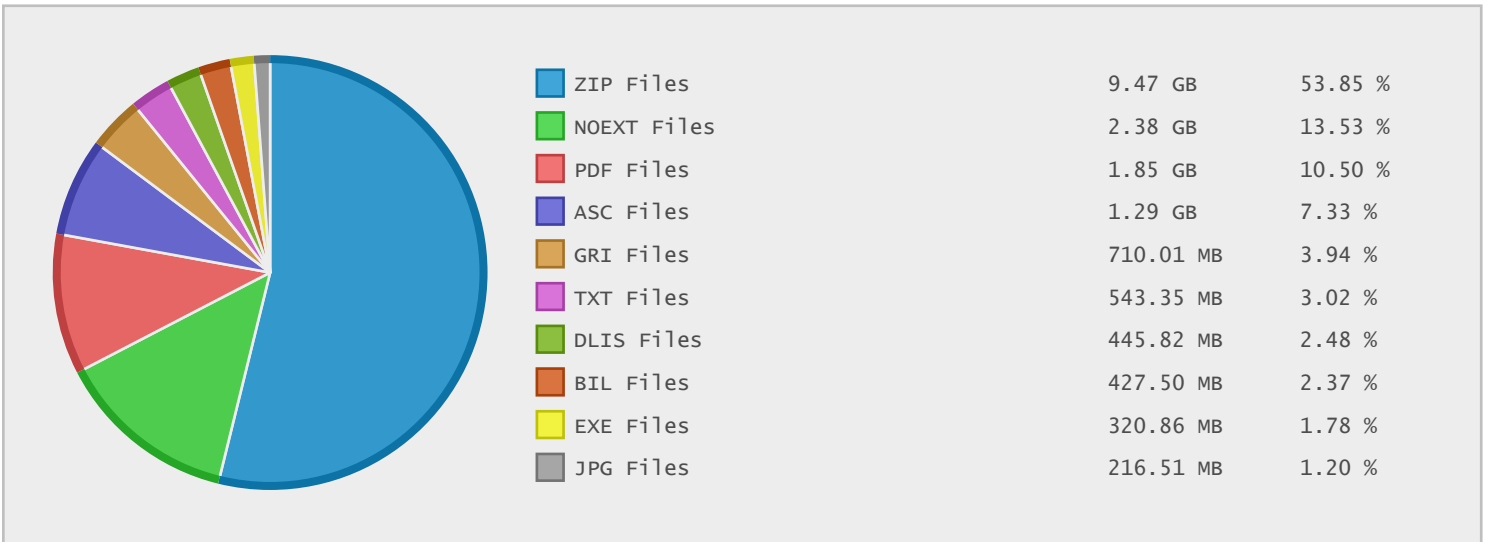 ZIP Files 9.47 GB 53.85 %
NOEXT Files 2.38 GB 13.53 %
PDF Files 1.85 GB 10.50 %
ASC Files 1.29 GB 7.33 %
GRI Files 710.01 MB 3.94 %
TXT Files 543.35 MB 3.02 %
DLIS Files 445.82 MB 2.48 %
BIL Files 427.50 MB 2.37 %
EXE Files 320.86 MB 1.78 %
JPG Files 216.51 MB 1.20 %